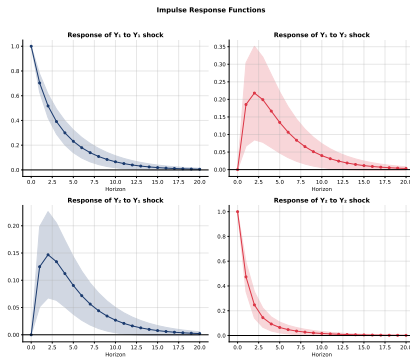 Impulse Response Functions
Response of Y₁ to Y₁ shock
1.0
0.8
0.6
0.4
0.2
0.0
0.0 2.5 5.0 7.5 10.0 12.5 15.0 17.5 20.0
Horizon
Response of Y₁ to Y₂ shock
0.35
0.30
0.25
0.20
0.15
0.10
0.05
0.00
0.0 2.5 5.0 7.5 10.0 12.5 15.0 17.5 20.0
Horizon
Response of Y₂ to Y₁ shock
0.20
0.15
0.10
0.05
0.00
0.0 2.5 5.0 7.5 10.0 12.5 15.0 17.5 20.0
Horizon
Response of Y₂ to Y₂ shock
1.0
0.8
0.6
0.4
0.2
0.0
0.0 2.5 5.0 7.5 10.0 12.5 15.0 17.5 20.0
Horizon